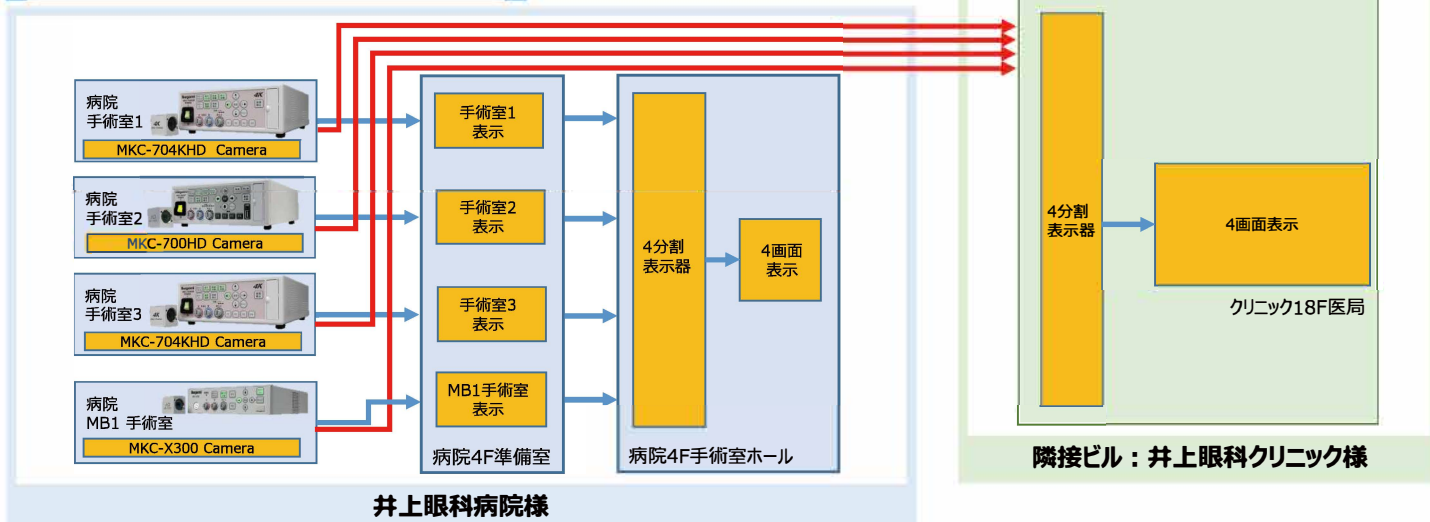 病院
手術室1
MKC-704KHD Camera
病院
手術室2
MKC-700HD Camera
病院
手術室3
MKC-704KHD Camera
病院
MB1 手術室
MKC-X300 Camera
手術室1
表示
手術室2
表示
手術室3
表示
MB1手術室
表示
病院4F準備室
4分割
表示器
4画面
表示
病院4F手術室ホール
井上眼科病院様
4分割
表示器
4画面表示
クリニック18F医局
隣接ビル：井上眼科クリニック様